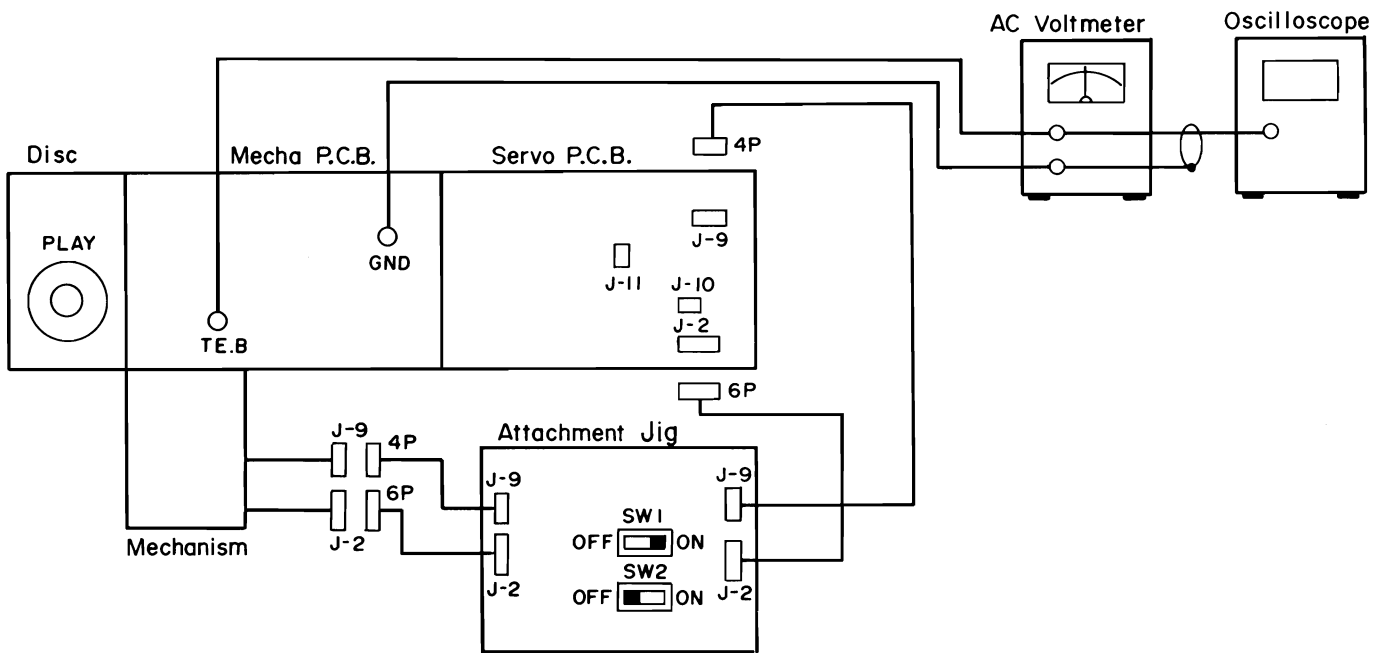 AC Voltmeter
Oscilloscope
4P
Disc
Mecha P.C.B.
Servo P.C.B.
PLAY
GND
TE.B
J-9
J-11
J-10
J-2
6P
J-9
4P
6P
J-2
Mechanism
Attachment Jig
J-9
J-9
SW1
OFF ON
SW2
OFF ON
J-2
J-2